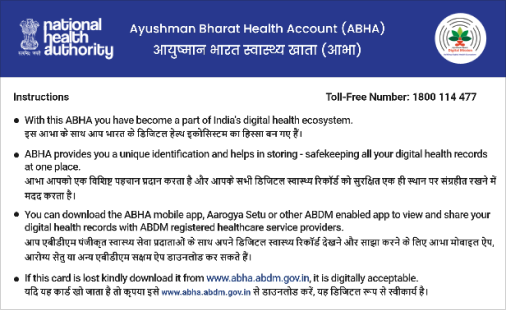 national
health
authority
Ayushman Bharat Health Account (ABHA)
आयुष्मान भारत स्वास्थ्य खाता (आभा)
Instructions
Toll-Free Number: 1800 114 477
● With this ABHA you have become a part of India's digital health ecosystem.
इस आभा के साथ आप भारत के डिजिटल हेल्थ इकोसिस्टम का हिस्सा बन गए हैं।
● ABHA provides you a unique identification and helps in storing - safekeeping all your digital health records
at one place.
आभा आपको एक विशिष्ट पहचान प्रदान करता है और आपके सभी डिजिटल स्वास्थ्य रिकॉर्ड को सुरक्षित एक ही स्थान पर संग्रहीत रखने में
मदद करता है।
● You can download the ABHA mobile app, Aarogya Setu or other ABDM enabled app to view and share your
digital health records with ABDM registered healthcare service providers.
आप एबीडीएम पंजीकृत स्वास्थ्य सेवा प्रदाताओं के साथ अपने डिजिटल स्वास्थ्य रिकॉर्ड देखने और साझा करने के लिए आभा मोबाइल ऐप,
आरोग्य सेतु या अन्य एबीडीएम सक्षम ऐप डाउनलोड कर सकते हैं।
● If this card is lost kindly download it from www.abha.abdm.gov.in, it is digitally acceptable.
यदि यह कार्ड खो जाता है तो कृपया इसे www.abha.abdm.gov.in से डाउनलोड करें, यह डिजिटल रूप से स्वीकार्य है।